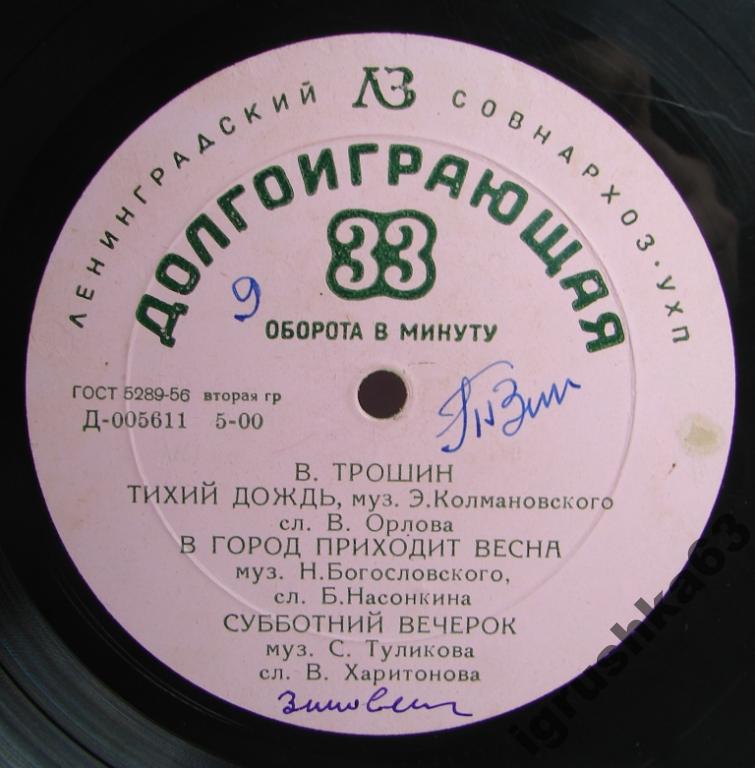 ЛЕНИНГРАДСКИЙ ЛЗ СОВНАРХОЗ·УХП
ДОЛГОИГРАЮЩАЯ
33
9
ОБОРОТА В МИНУТУ
ГОСТ 5289-56 вторая гр
Д-005611 5-00
В. ТРОШИН
ТИХИЙ ДОЖДЬ, муз. Э.Колмановского
сл. В. Орлова
В ГОРОД ПРИХОДИТ ВЕСНА
муз. Н.Богословского,
сл. Б.Насонкина
СУББОТНИЙ ВЕЧЕРОК
муз. С. Туликова
сл. В. Харитонова
igrushka63